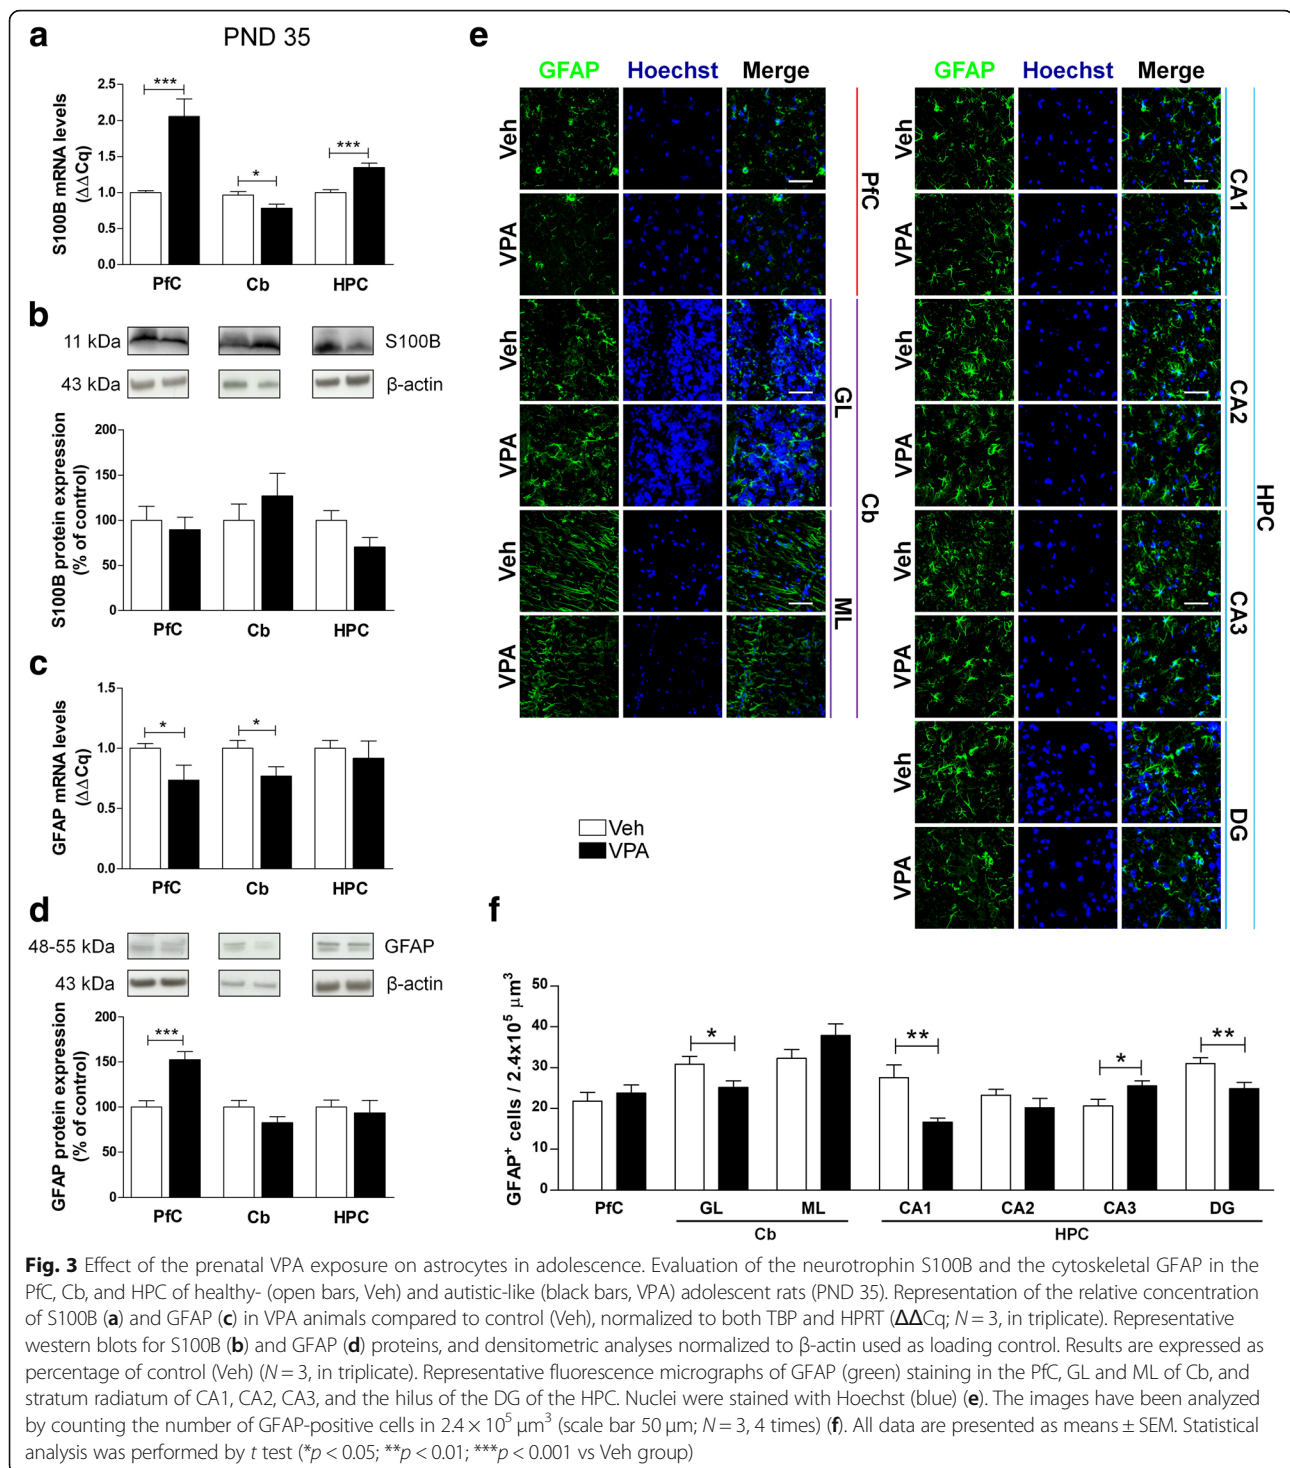 a
PND 35
S100B mRNA levels
(ΔΔCq)
2.5
2.0
1.5
1.0
0.5
0.0
***
*
***
PfC Cb HPC
b
11 kDa S100B
43 kDa β-actin
S100B protein expression
(% of control)
200
150
100
50
0
PfC Cb HPC
c
GFAP mRNA levels
(ΔΔCq)
1.5
1.0
0.5
0.0
*
*
PfC Cb HPC
d
48-55 kDa GFAP
43 kDa β-actin
GFAP protein expression
(% of control)
200
150
100
50
0
***
PfC Cb HPC
e
GFAP Hoechst Merge
Veh
VPA
PfC
Veh
VPA
GL
Veh
VPA
ML
Cb
GFAP Hoechst Merge
Veh
VPA
CA1
Veh
VPA
CA2
Veh
VPA
CA3
Veh
VPA
DG
HPC
Veh
VPA
f
GFAP⁺ cells / 2.4x10⁵ µm³
50
40
30
20
10
0
*
**
*
**
PfC GL ML CA1 CA2 CA3 DG
Cb HPC
Fig. 3 Effect of the prenatal VPA exposure on astrocytes in adolescence. Evaluation of the neurotrophin S100B and the cytoskeletal GFAP in the
PfC, Cb, and HPC of healthy- (open bars, Veh) and autistic-like (black bars, VPA) adolescent rats (PND 35). Representation of the relative concentration
of S100B (a) and GFAP (c) in VPA animals compared to control (Veh), normalized to both TBP and HPRT (ΔΔCq; N = 3, in triplicate). Representative
western blots for S100B (b) and GFAP (d) proteins, and densitometric analyses normalized to β-actin used as loading control. Results are expressed as
percentage of control (Veh) (N = 3, in triplicate). Representative fluorescence micrographs of GFAP (green) staining in the PfC, GL and ML of Cb, and
stratum radiatum of CA1, CA2, CA3, and the hilus of the DG of the HPC. Nuclei were stained with Hoechst (blue) (e). The images have been analyzed
by counting the number of GFAP-positive cells in 2.4 × 10⁵ µm³ (scale bar 50 µm; N = 3, 4 times) (f). All data are presented as means ± SEM. Statistical
analysis was performed by t test (*p < 0.05; **p < 0.01; ***p < 0.001 vs Veh group)